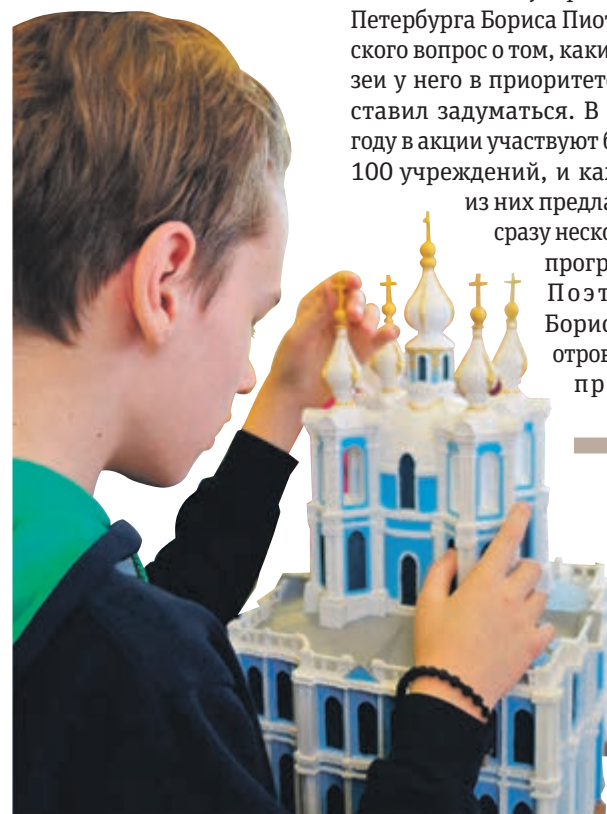 Петербурга Бориса Пиот
ского вопрос о том, каки
зеи у него в приоритете
ставил задуматься. В
году в акции участвуют б
100 учреждений, и ка
из них предла
сразу неско
прогр
Поэт
Борис
отров
пр